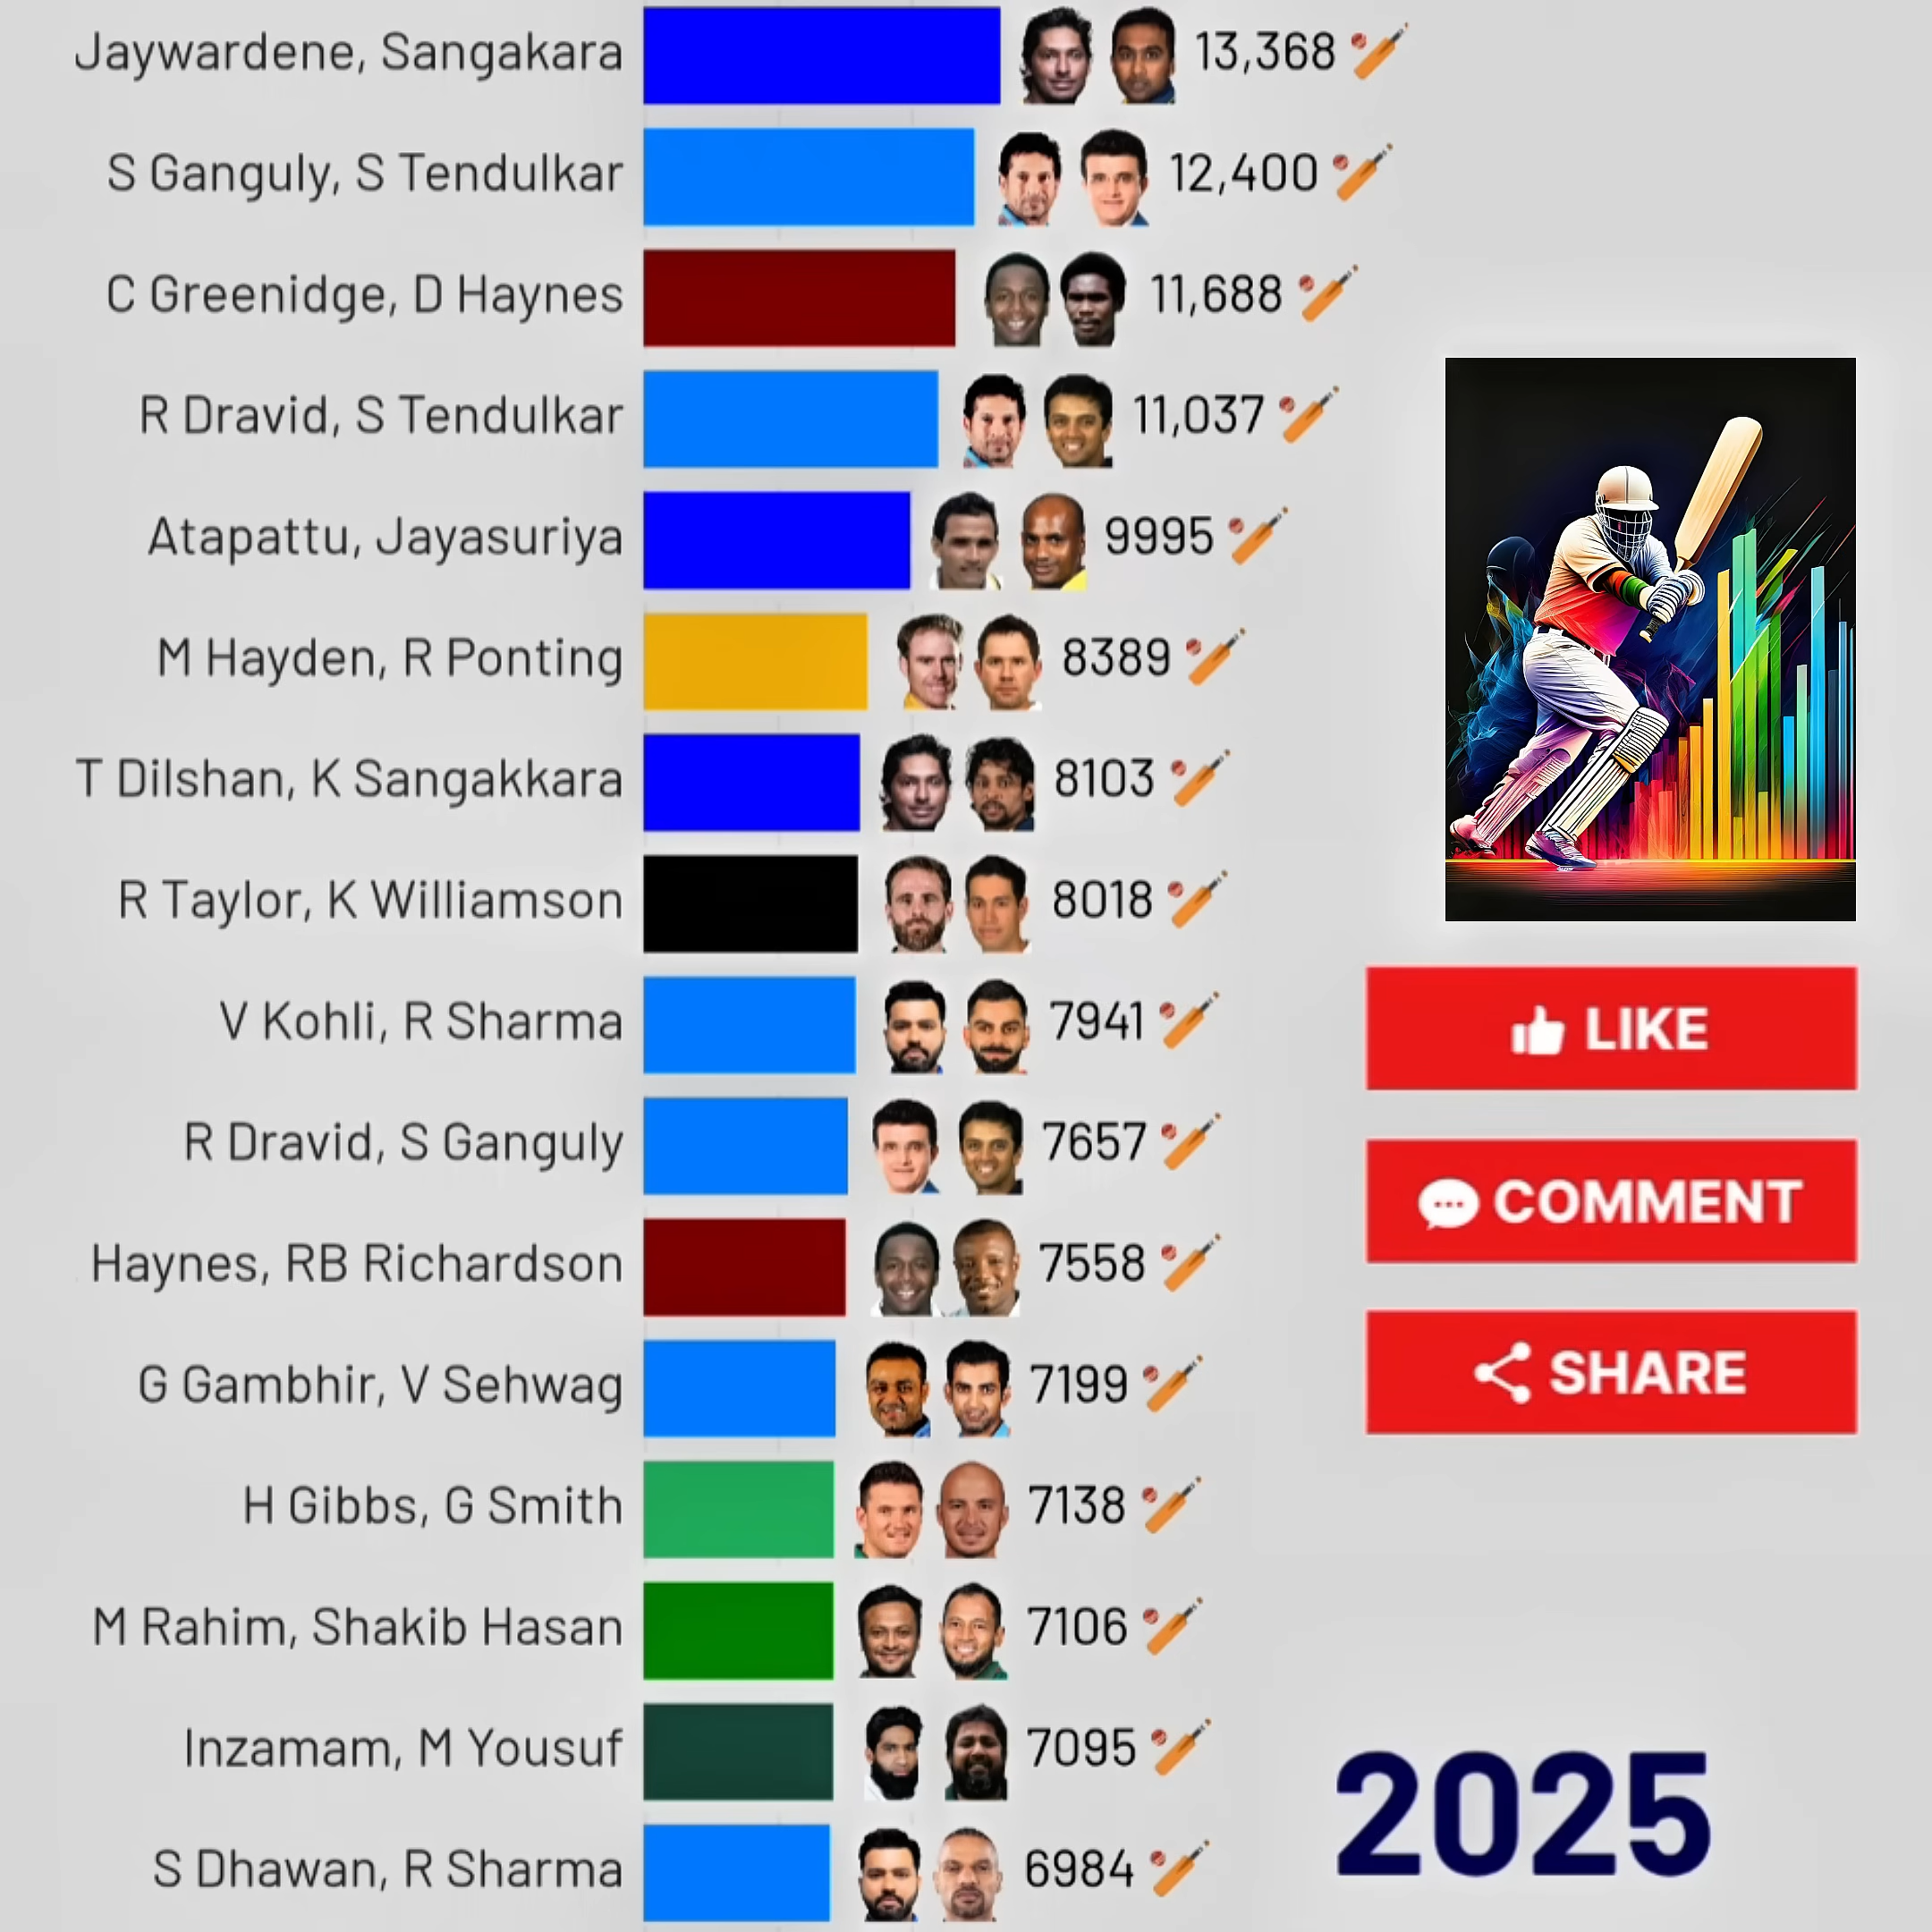 Jaywardene, Sangakara 13,368
S Ganguly, S Tendulkar 12,400
C Greenidge, D Haynes 11,688
R Dravid, S Tendulkar 11,037
Atapattu, Jayasuriya 9995
M Hayden, R Ponting 8389
T Dilshan, K Sangakkara 8103
R Taylor, K Williamson 8018
V Kohli, R Sharma 7941
R Dravid, S Ganguly 7657
Haynes, RB Richardson 7558
G Gambhir, V Sehwag 7199
H Gibbs, G Smith 7138
M Rahim, Shakib Hasan 7106
Inzamam, M Yousuf 7095
S Dhawan, R Sharma 6984
LIKE
COMMENT
SHARE
2025